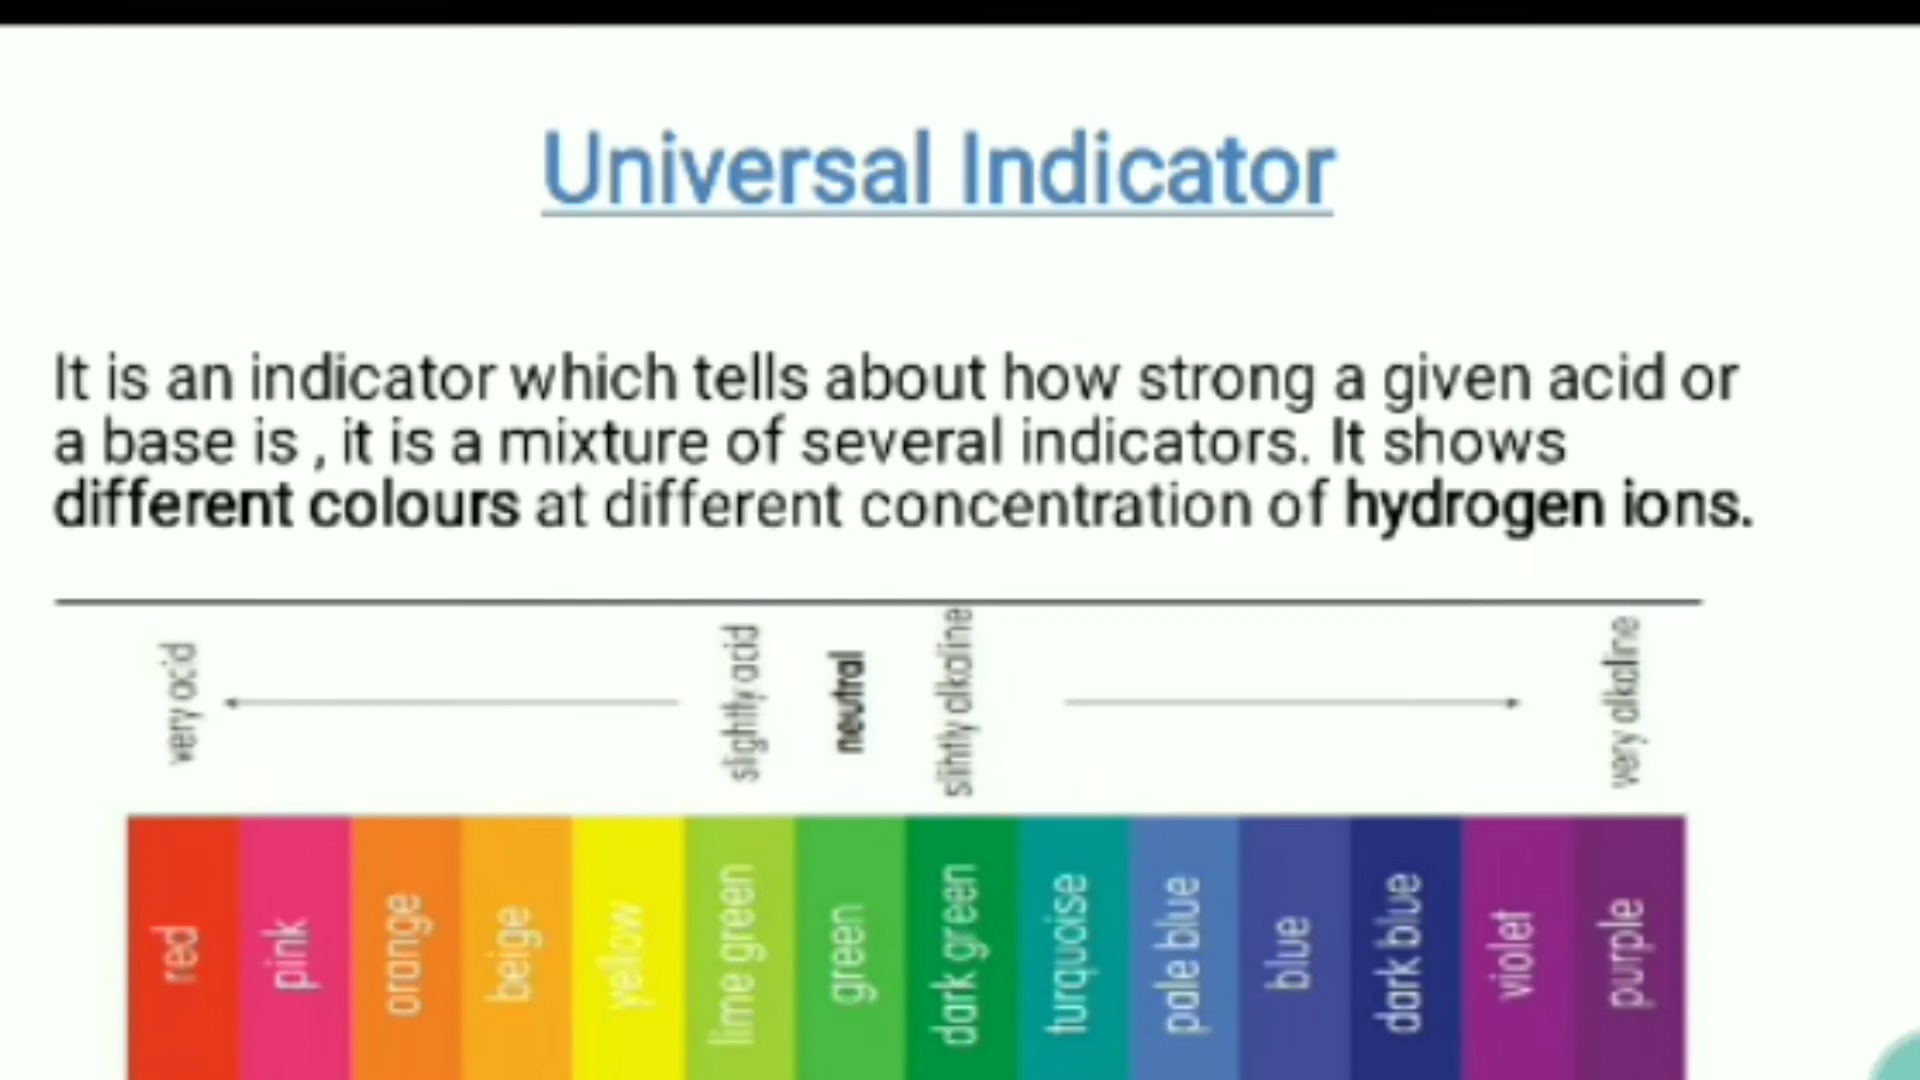 Universal Indicator
It is an indicator which tells about how strong a given acid or
a base is , it is a mixture of several indicators. It shows
different colours at different concentration of hydrogen ions.
very acid
slightly acid
neutral
slihtly alkaline
very alkaline
red
pink
orange
beige
yellow
lime green
green
dark green
turquoise
pale blue
blue
dark blue
violet
purple